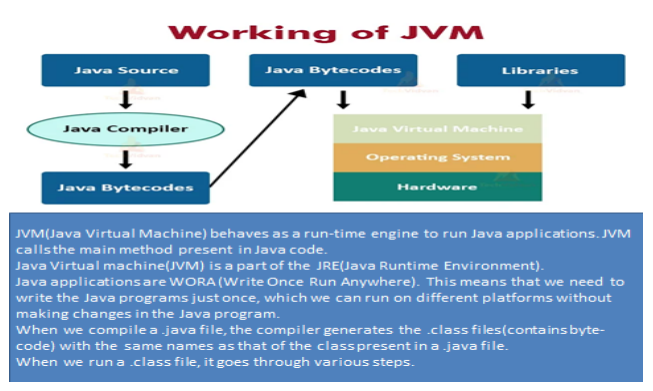 Working of JVM
Java Source
Java Bytecodes
Libraries
Java Compiler
Java Virtual Machine
Operating System
Java Bytecodes
Hardware
JVM(Java Virtual Machine) behaves as a run-time engine to run Java applications. JVM
calls the main method present in Java code.
Java Virtual machine(JVM) is a part of the JRE(Java Runtime Environment).
Java applications are WORA (Write Once Run Anywhere). This means that we need to
write the Java programs just once, which we can run on different platforms without
making changes in the Java program.
When we compile a .java file, the compiler generates the .class files(contains byte-
code) with the same names as that of the class present in a .java file.
When we run a .class file, it goes through various steps.